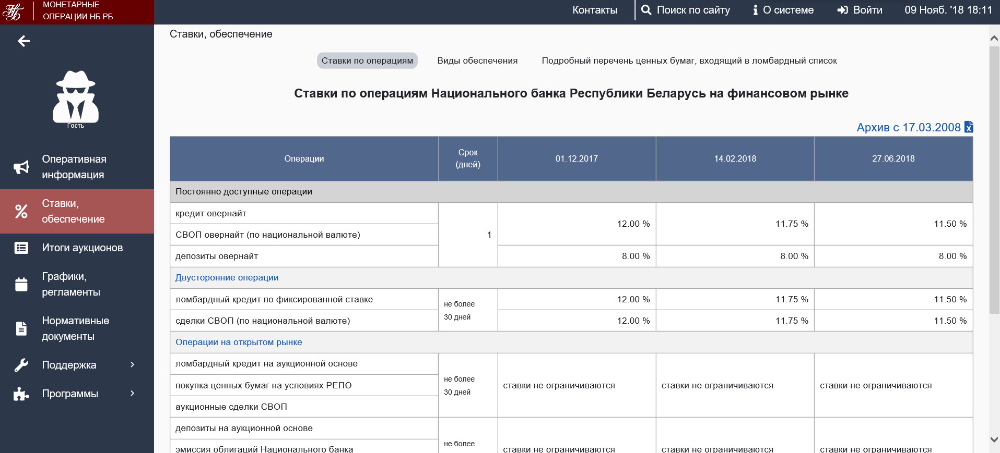 МОНЕТАРНЫЕ
ОПЕРАЦИИ НБ РБ
Контакты
Поиск по сайту
О системе
Войти
09 Нояб. '18 18:11
Гость
Оперативная
информация
Ставки,
обеспечение
Итоги аукционов
Графики,
регламенты
Нормативные
документы
Поддержка
Программы
Ставки, обеспечение
Ставки по операциям
Виды обеспечения
Подробный перечень ценных бумаг, входящий в ломбардный список
Ставки по операциям Национального банка Республики Беларусь на финансовом рынке
Архив с 17.03.2008
Операции
Срок
(дней)
01.12.2017
14.02.2018
27.06.2018
Постоянно доступные операции
кредит овернайт
12.00 %
11.75 %
11.50 %
СВОП овернайт (по национальной валюте)
1
депозиты овернайт
8.00 %
8.00 %
8.00 %
Двусторонние операции
ломбардный кредит по фиксированной ставке
не более
30 дней
12.00 %
11.75 %
11.50 %
сделки СВОП (по национальной валюте)
12.00 %
11.75 %
11.50 %
Операции на открытом рынке
ломбардный кредит на аукционной основе
не более
30 дней
покупка ценных бумаг на условиях РЕПО
ставки не ограничиваются
ставки не ограничиваются
ставки не ограничиваются
аукционные сделки СВОП
депозиты на аукционной основе
не более
эмиссия облигаций Национального банка
ставки не ограничиваются
ставки не ограничиваются
ставки не ограничиваются